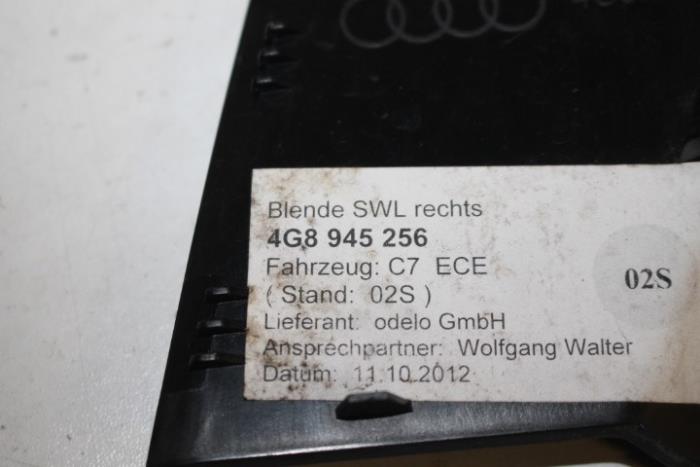 Blende SWL rechts
4G8 945 256
Fahrzeug: C7 ECE
( Stand: 02S )
02S
Lieferant: odelo GmbH
Ansprechpartner: Wolfgang Walter
Datum: 11.10.2012